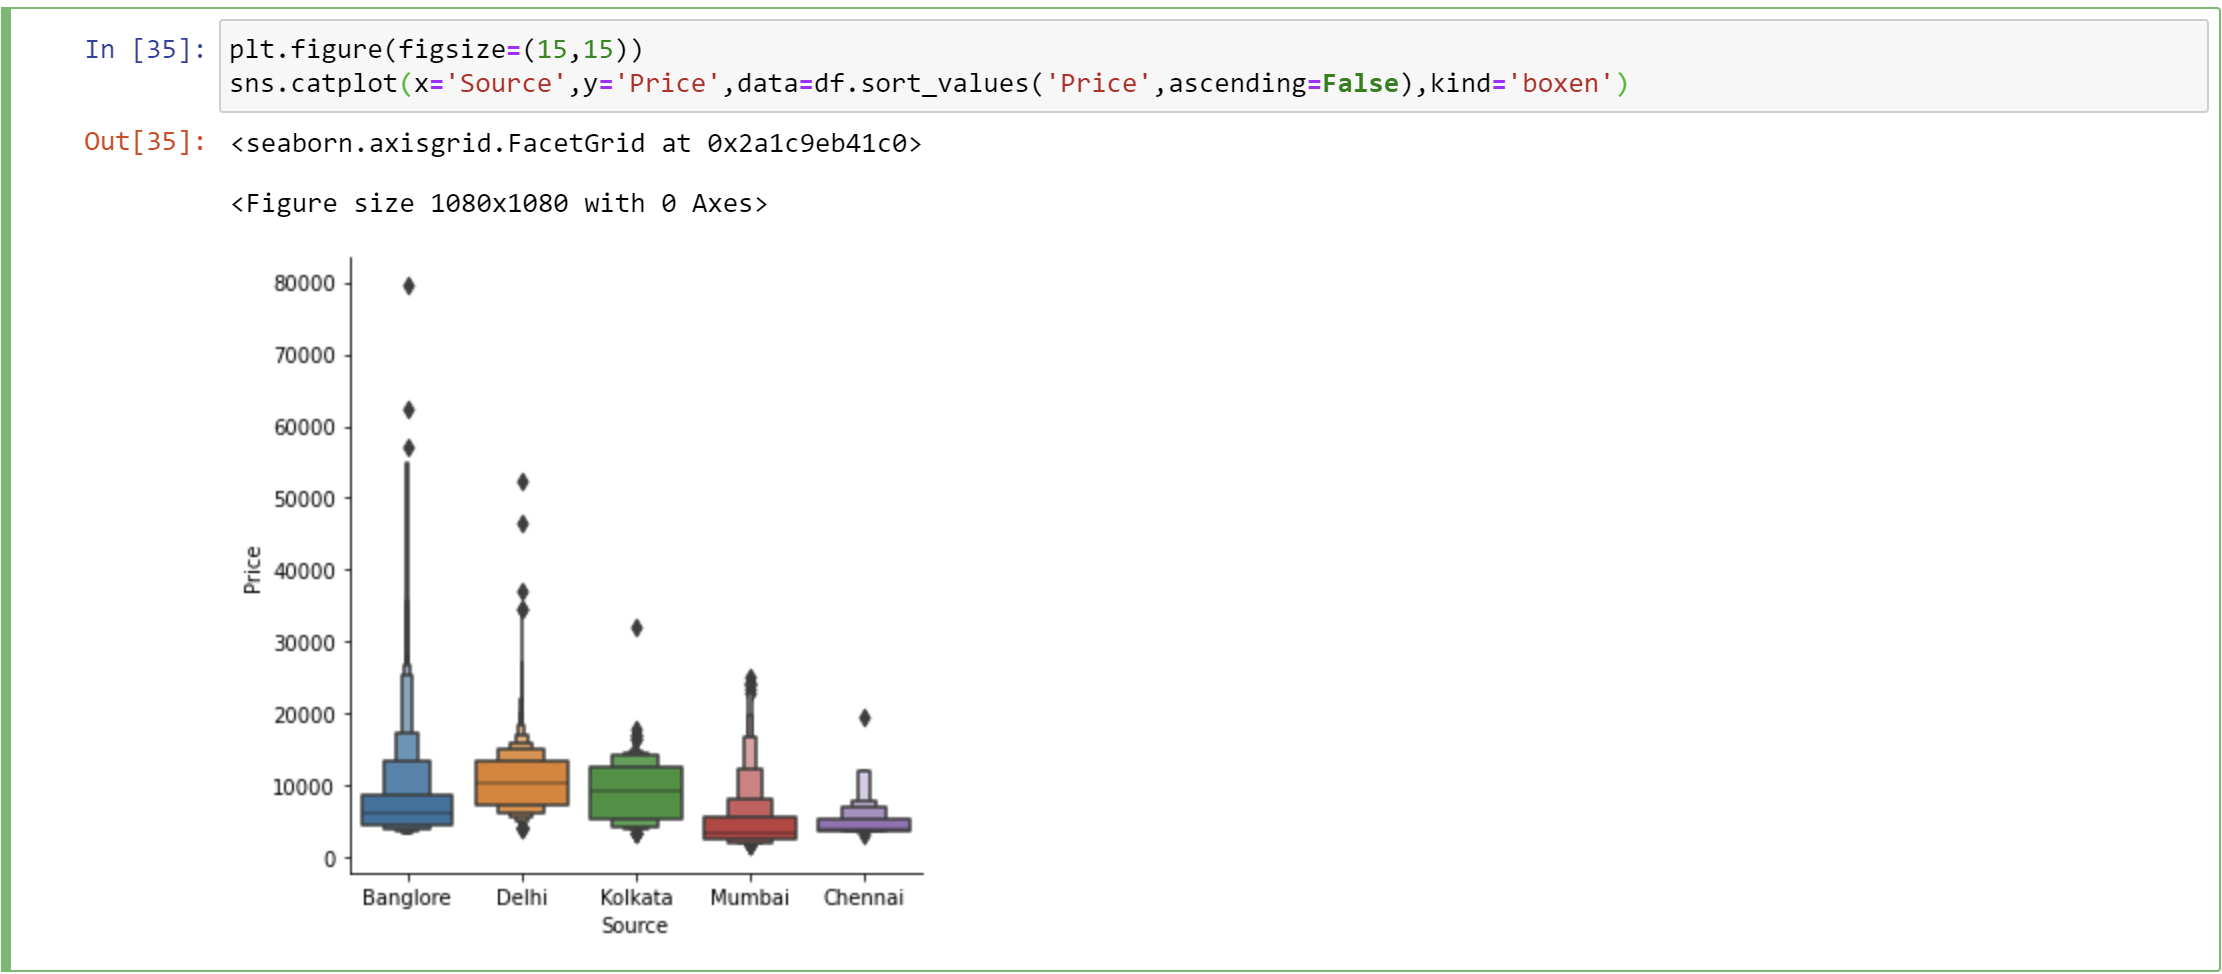 In [35]: plt.figure(figsize=(15,15))
sns.catplot(x='Source',y='Price',data=df.sort_values('Price',ascending=False),kind='boxen')
Out[35]: <seaborn.axisgrid.FacetGrid at 0x2a1c9eb41c0>
<Figure size 1080x1080 with 0 Axes>
80000
70000
60000
50000
40000
30000
20000
10000
0
Price
Banglore Delhi Kolkata Mumbai Chennai
Source